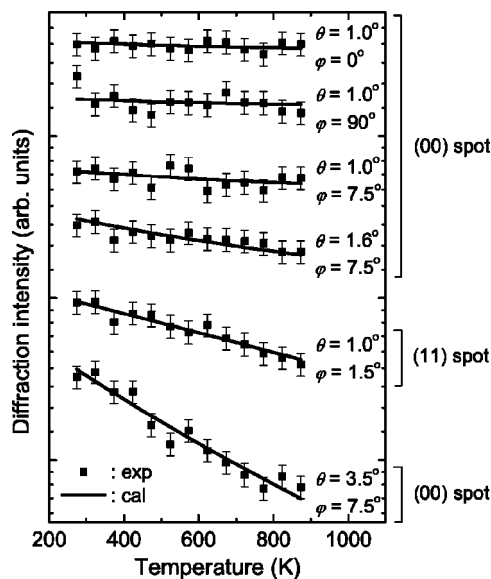 θ = 1.0°
φ = 0°
θ = 1.0°
φ = 90°
(00) spot
θ = 1.0°
φ = 7.5°
θ = 1.6°
φ = 7.5°
θ = 1.0°
φ = 1.5°
(11) spot
θ = 3.5°
φ = 7.5°
(00) spot
Diffraction intensity (arb. units)
: exp
: cal
200 400 600 800 1000
Temperature (K)